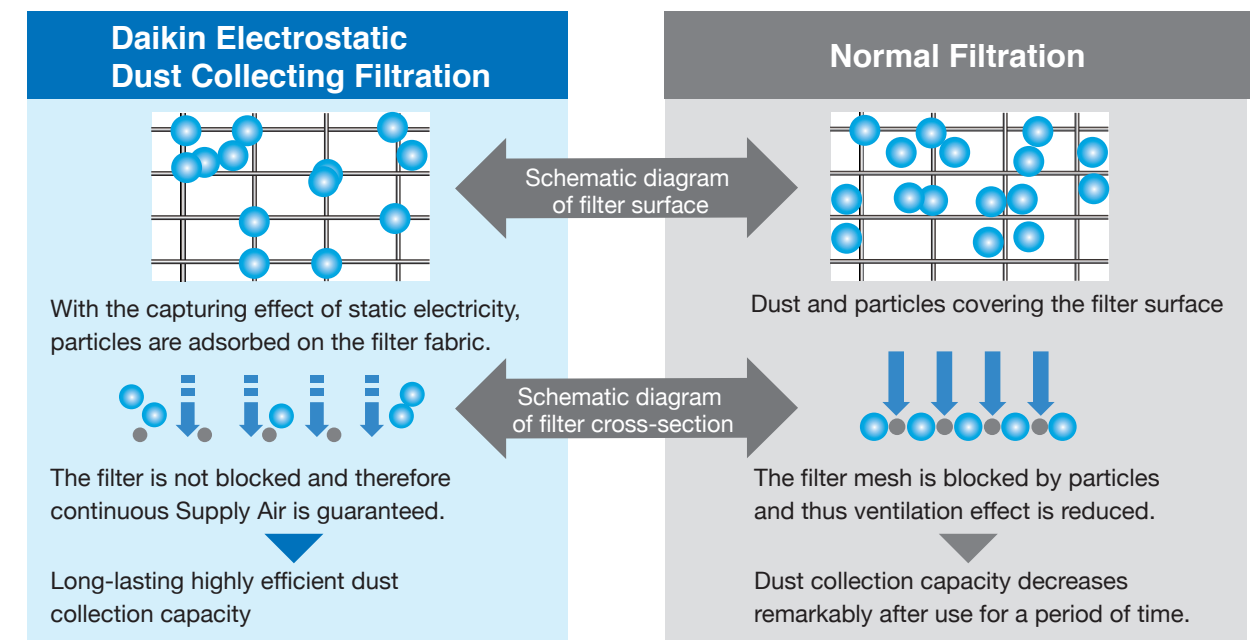 Daikin Electrostatic
Dust Collecting Filtration
Normal Filtration
Schematic diagram
of filter surface
With the capturing effect of static electricity,
particles are adsorbed on the filter fabric.
Dust and particles covering the filter surface
Schematic diagram
of filter cross-section
The filter is not blocked and therefore
continuous Supply Air is guaranteed.
The filter mesh is blocked by particles
and thus ventilation effect is reduced.
Long-lasting highly efficient dust
collection capacity
Dust collection capacity decreases
remarkably after use for a period of time.